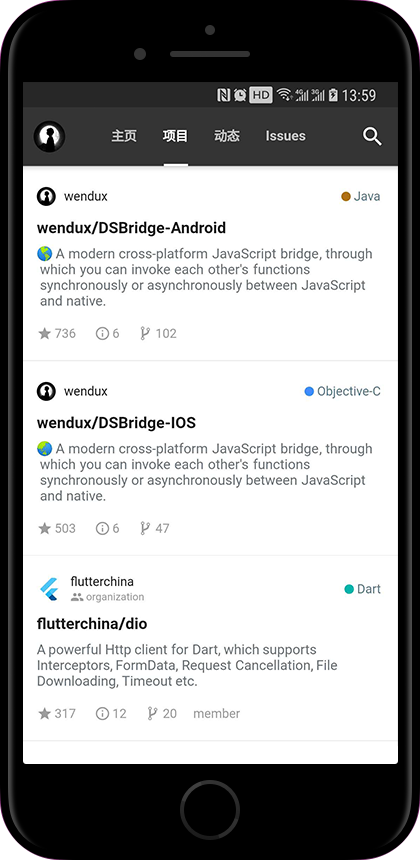 HD 4G 3G 13:59
主页 项目 动态 Issues
wendux Java
wendux/DSBridge-Android
A modern cross-platform JavaScript bridge, through
which you can invoke each other's functions
synchronously or asynchronously between JavaScript
and native.
736 6 102
wendux Objective-C
wendux/DSBridge-IOS
A modern cross-platform JavaScript bridge, through
which you can invoke each other's functions
synchronously or asynchronously between JavaScript
and native.
503 6 47
flutterchina Dart
organization
flutterchina/dio
A powerful Http client for Dart, which supports
Interceptors, FormData, Request Cancellation, File
Downloading, Timeout etc.
317 12 20 member